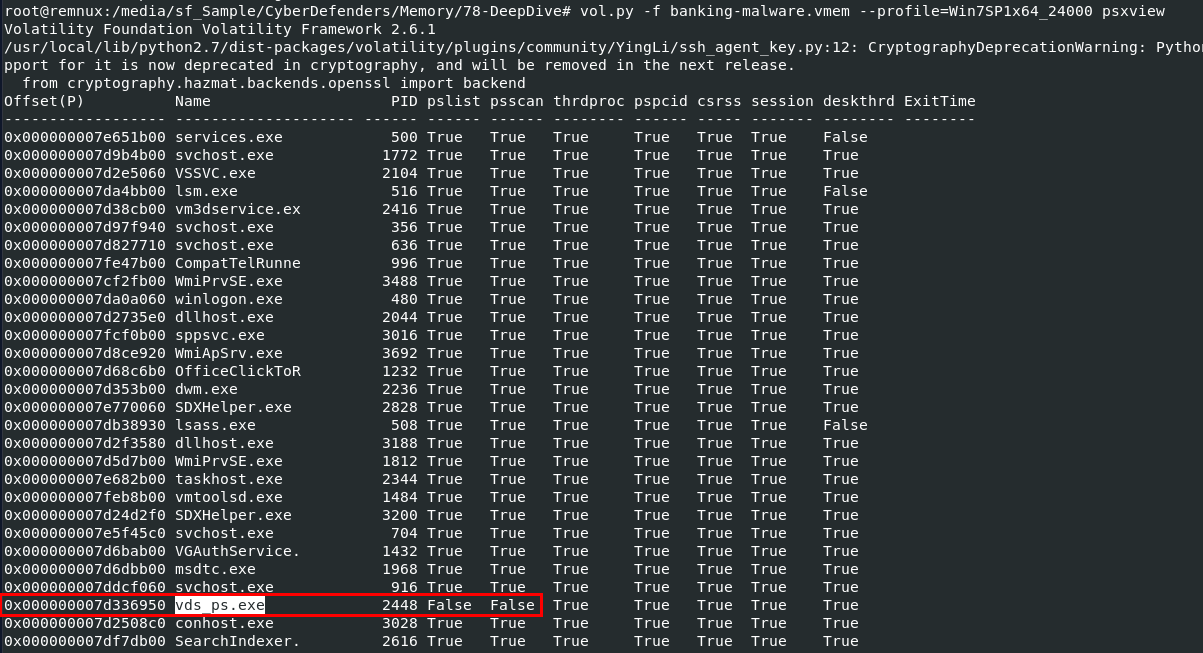 root@remnux:/media/sf_Sample/CyberDefenders/Memory/78-DeepDive# vol.py -f banking-malware.vmem --profile=Win7SP1x64_24000 psxview
Volatility Foundation Volatility Framework 2.6.1
/usr/local/lib/python2.7/dist-packages/volatility/plugins/community/YingLi/ssh_agent_key.py:12: CryptographyDeprecationWarning: Pytho
pport for it is now deprecated in cryptography, and will be removed in the next release.
  from cryptography.hazmat.backends.openssl import backend
Offset(P)          Name                    PID pslist psscan thrdproc pspcid csrss session deskthrd ExitTime
------------------ -------------------- ------ ------ ------ -------- ------ ----- ------- -------- --------
0x000000007e651b00 services.exe            500 True   True   True     True   True  True    False
0x000000007d9b4b00 svchost.exe            1772 True   True   True     True   True  True    True
0x000000007d2e5060 VSSVC.exe              2104 True   True   True     True   True  True    True
0x000000007da4bb00 lsm.exe                 516 True   True   True     True   True  True    False
0x000000007d38cb00 vm3dservice.ex         2416 True   True   True     True   True  True    True
0x000000007d97f940 svchost.exe             356 True   True   True     True   True  True    True
0x000000007d827710 svchost.exe             636 True   True   True     True   True  True    True
0x000000007fe47b00 CompatTelRunne          996 True   True   True     True   True  True    True
0x000000007cf2fb00 WmiPrvSE.exe           3488 True   True   True     True   True  True    True
0x000000007da0a060 winlogon.exe            480 True   True   True     True   True  True    True
0x000000007d2735e0 dllhost.exe            2044 True   True   True     True   True  True    True
0x000000007fcf0b00 sppsvc.exe             3016 True   True   True     True   True  True    True
0x000000007d8ce920 WmiApSrv.exe           3692 True   True   True     True   True  True    True
0x000000007d68c6b0 OfficeClickToR         1232 True   True   True     True   True  True    True
0x000000007d353b00 dwm.exe                2236 True   True   True     True   True  True    True
0x000000007e770060 SDXHelper.exe          2828 True   True   True     True   True  True    True
0x000000007db38930 lsass.exe               508 True   True   True     True   True  True    False
0x000000007d2f3580 dllhost.exe            3188 True   True   True     True   True  True    True
0x000000007d5d7b00 WmiPrvSE.exe           1812 True   True   True     True   True  True    True
0x000000007e682b00 taskhost.exe           2344 True   True   True     True   True  True    True
0x000000007feb8b00 vmtoolsd.exe           1484 True   True   True     True   True  True    True
0x000000007d24d2f0 SDXHelper.exe          3200 True   True   True     True   True  True    True
0x000000007e5f45c0 svchost.exe             704 True   True   True     True   True  True    True
0x000000007d6bab00 VGAuthService.         1432 True   True   True     True   True  True    True
0x000000007d6dbb00 msdtc.exe              1968 True   True   True     True   True  True    True
0x000000007ddcf060 svchost.exe             916 True   True   True     True   True  True    True
0x000000007d336950 vds_ps.exe             2448 False  False  True     True   True  True    True
0x000000007d2508c0 conhost.exe            3028 True   True   True     True   True  True    True
0x000000007df7db00 SearchIndexer.         2616 True   True   True     True   True  True    True